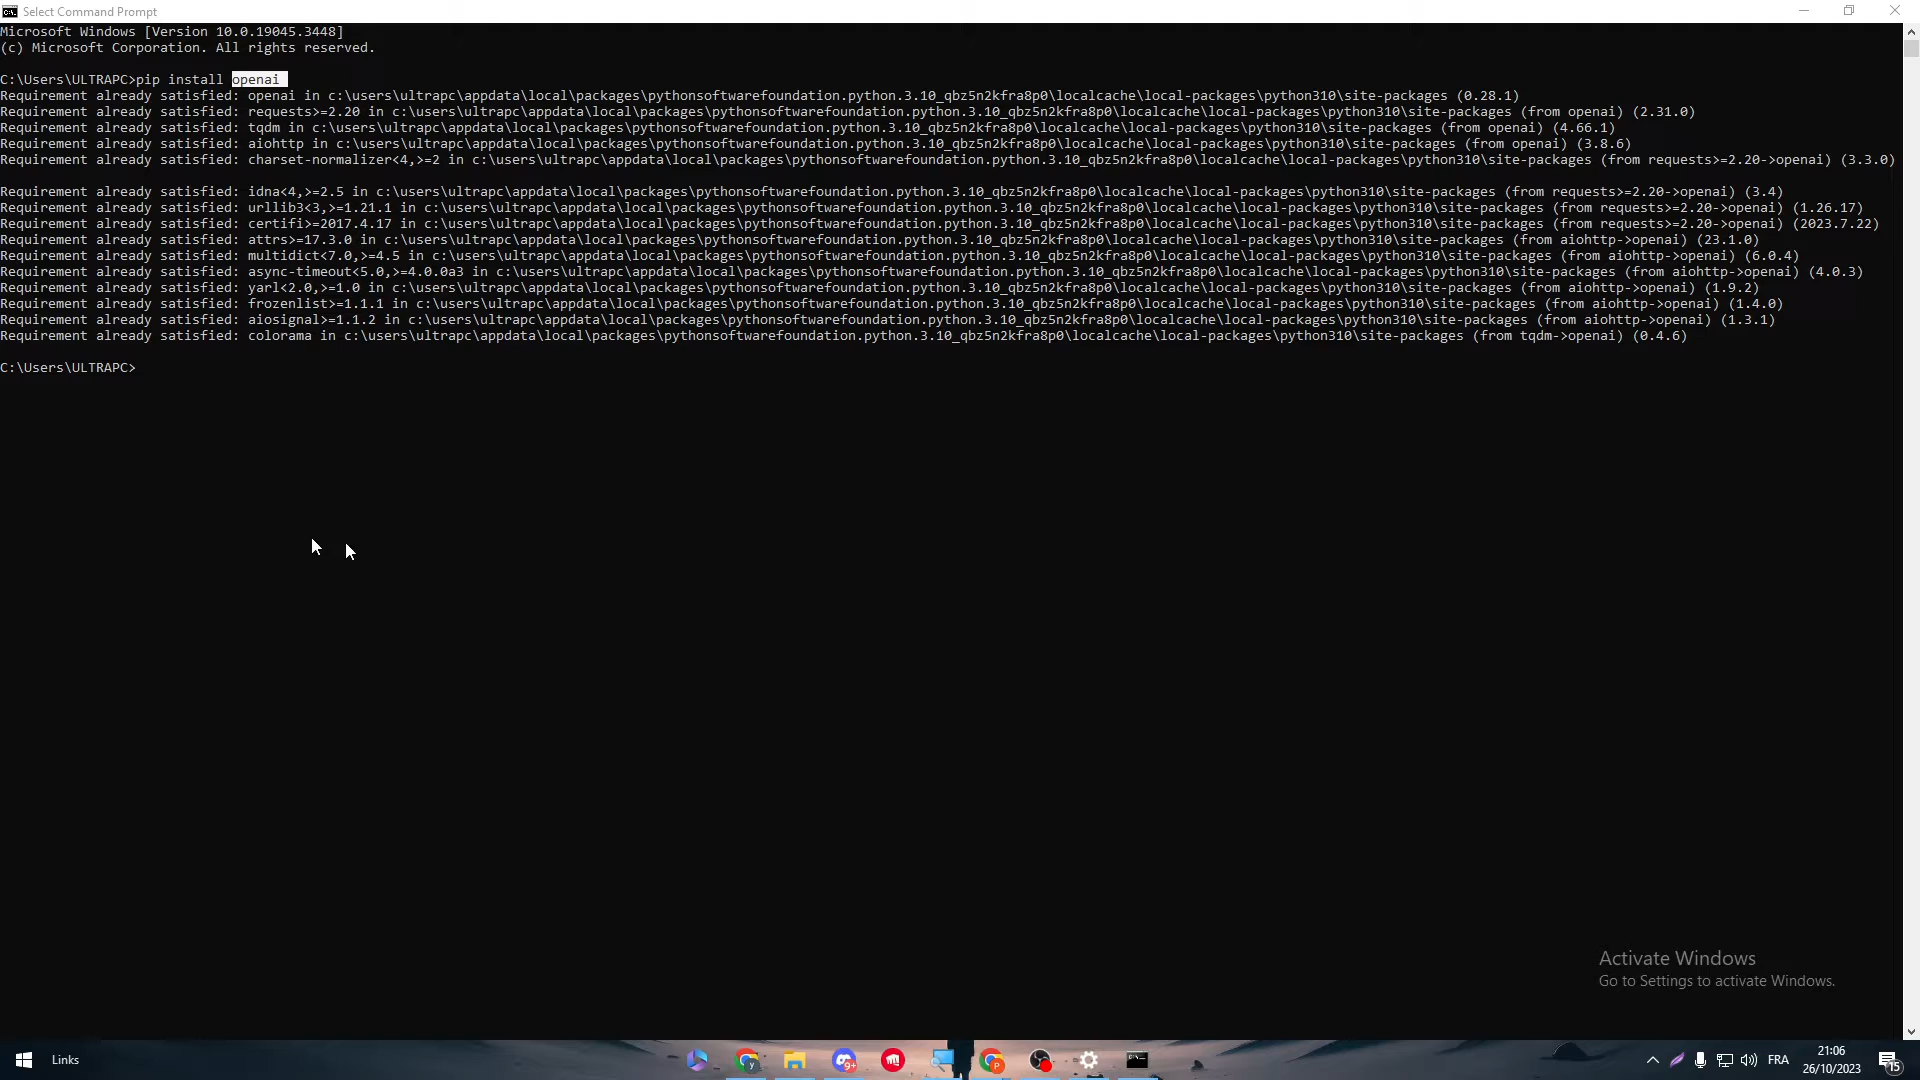 Select Command Prompt
Microsoft Windows [Version 10.0.19045.3448]
(c) Microsoft Corporation. All rights reserved.
C:\Users\ULTRAPC>pip install openai
Requirement already satisfied: openai in c:\users\ultrapc\appdata\local\packages\pythonsoftwarefoundation.python.3.10_qbz5n2kfra8p0\localcache\local-packages\python310\site-packages (0.28.1)
Requirement already satisfied: requests>=2.20 in c:\users\ultrapc\appdata\local\packages\pythonsoftwarefoundation.python.3.10_qbz5n2kfra8p0\localcache\local-packages\python310\site-packages (from openai) (2.31.0)
Requirement already satisfied: tqdm in c:\users\ultrapc\appdata\local\packages\pythonsoftwarefoundation.python.3.10_qbz5n2kfra8p0\localcache\local-packages\python310\site-packages (from openai) (4.66.1)
Requirement already satisfied: aiohttp in c:\users\ultrapc\appdata\local\packages\pythonsoftwarefoundation.python.3.10_qbz5n2kfra8p0\localcache\local-packages\python310\site-packages (from openai) (3.8.6)
Requirement already satisfied: charset-normalizer<4,>=2 in c:\users\ultrapc\appdata\local\packages\pythonsoftwarefoundation.python.3.10_qbz5n2kfra8p0\localcache\local-packages\python310\site-packages (from requests>=2.20->openai) (3.3.0)
Requirement already satisfied: idna<4,>=2.5 in c:\users\ultrapc\appdata\local\packages\pythonsoftwarefoundation.python.3.10_qbz5n2kfra8p0\localcache\local-packages\python310\site-packages (from requests>=2.20->openai) (3.4)
Requirement already satisfied: urllib3<3,>=1.21.1 in c:\users\ultrapc\appdata\local\packages\pythonsoftwarefoundation.python.3.10_qbz5n2kfra8p0\localcache\local-packages\python310\site-packages (from requests>=2.20->openai) (1.26.17)
Requirement already satisfied: certifi>=2017.4.17 in c:\users\ultrapc\appdata\local\packages\pythonsoftwarefoundation.python.3.10_qbz5n2kfra8p0\localcache\local-packages\python310\site-packages (from requests>=2.20->openai) (2023.7.22)
Requirement already satisfied: attrs>=17.3.0 in c:\users\ultrapc\appdata\local\packages\pythonsoftwarefoundation.python.3.10_qbz5n2kfra8p0\localcache\local-packages\python310\site-packages (from aiohttp->openai) (23.1.0)
Requirement already satisfied: multidict<7.0,>=4.5 in c:\users\ultrapc\appdata\local\packages\pythonsoftwarefoundation.python.3.10_qbz5n2kfra8p0\localcache\local-packages\python310\site-packages (from aiohttp->openai) (6.0.4)
Requirement already satisfied: async-timeout<5.0,>=4.0.0a3 in c:\users\ultrapc\appdata\local\packages\pythonsoftwarefoundation.python.3.10_qbz5n2kfra8p0\localcache\local-packages\python310\site-packages (from aiohttp->openai) (4.0.3)
Requirement already satisfied: yarl<2.0,>=1.0 in c:\users\ultrapc\appdata\local\packages\pythonsoftwarefoundation.python.3.10_qbz5n2kfra8p0\localcache\local-packages\python310\site-packages (from aiohttp->openai) (1.9.2)
Requirement already satisfied: frozenlist>=1.1.1 in c:\users\ultrapc\appdata\local\packages\pythonsoftwarefoundation.python.3.10_qbz5n2kfra8p0\localcache\local-packages\python310\site-packages (from aiohttp->openai) (1.4.0)
Requirement already satisfied: aiosignal>=1.1.2 in c:\users\ultrapc\appdata\local\packages\pythonsoftwarefoundation.python.3.10_qbz5n2kfra8p0\localcache\local-packages\python310\site-packages (from aiohttp->openai) (1.3.1)
Requirement already satisfied: colorama in c:\users\ultrapc\appdata\local\packages\pythonsoftwarefoundation.python.3.10_qbz5n2kfra8p0\localcache\local-packages\python310\site-packages (from tqdm->openai) (0.4.6)
C:\Users\ULTRAPC>
Activate Windows
Go to Settings to activate Windows.
Links
9+
FRA
21:06
26/10/2023
15